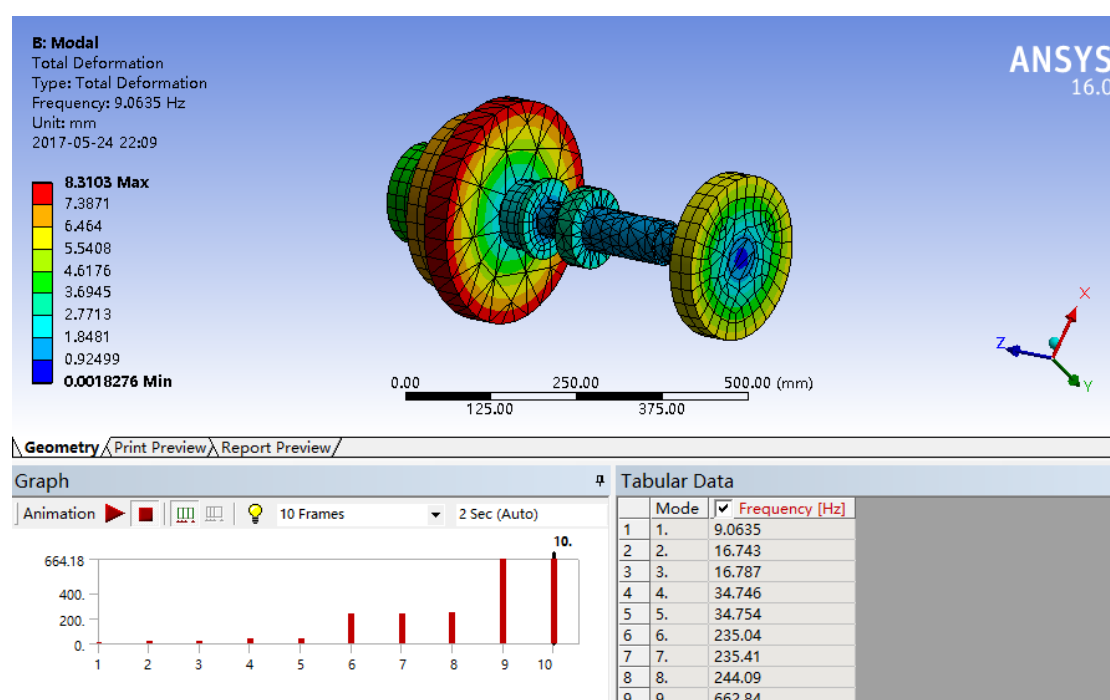 B: Modal
Total Deformation
Type: Total Deformation
Frequency: 9.0635 Hz
Unit: mm
2017-05-24 22:09
ANSYS
16.0
8.3103 Max
7.3871
6.464
5.5408
4.6176
3.6945
2.7713
1.8481
0.92499
0.0018276 Min
0.00 250.00 500.00 (mm)
125.00 375.00
X
Z
Y
Geometry Print Preview Report Preview
Graph
Animation 10 Frames 2 Sec (Auto)
10.
664.18
400.
200.
0.
1 2 3 4 5 6 7 8 9 10
Tabular Data
Mode Frequency [Hz]
1 1. 9.0635
2 2. 16.743
3 3. 16.787
4 4. 34.746
5 5. 34.754
6 6. 235.04
7 7. 235.41
8 8. 244.09
9 9. 662.84